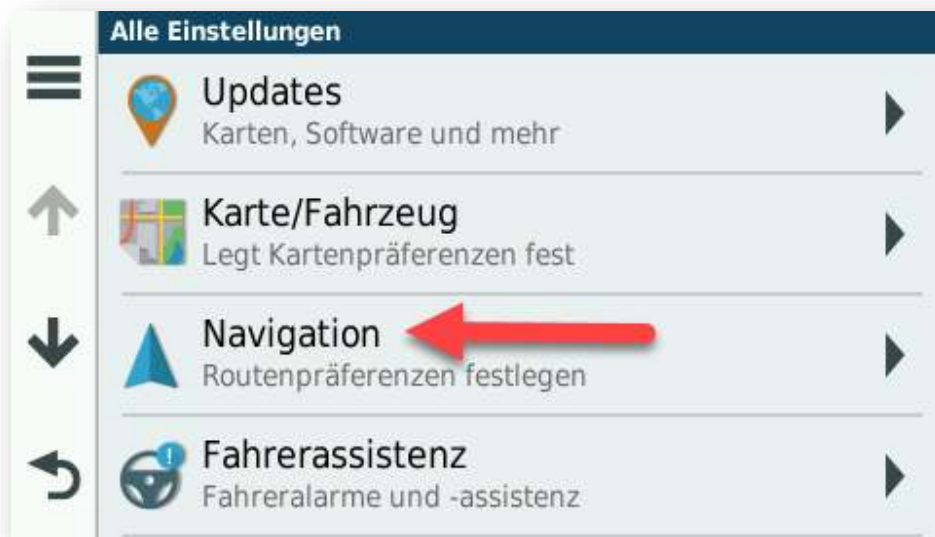 Alle Einstellungen
Updates
Karten, Software und mehr
Karte/Fahrzeug
Legt Kartenpräferenzen fest
Navigation
Routenpräferenzen festlegen
Fahrerassistenz
Fahreralarme und -assistenz